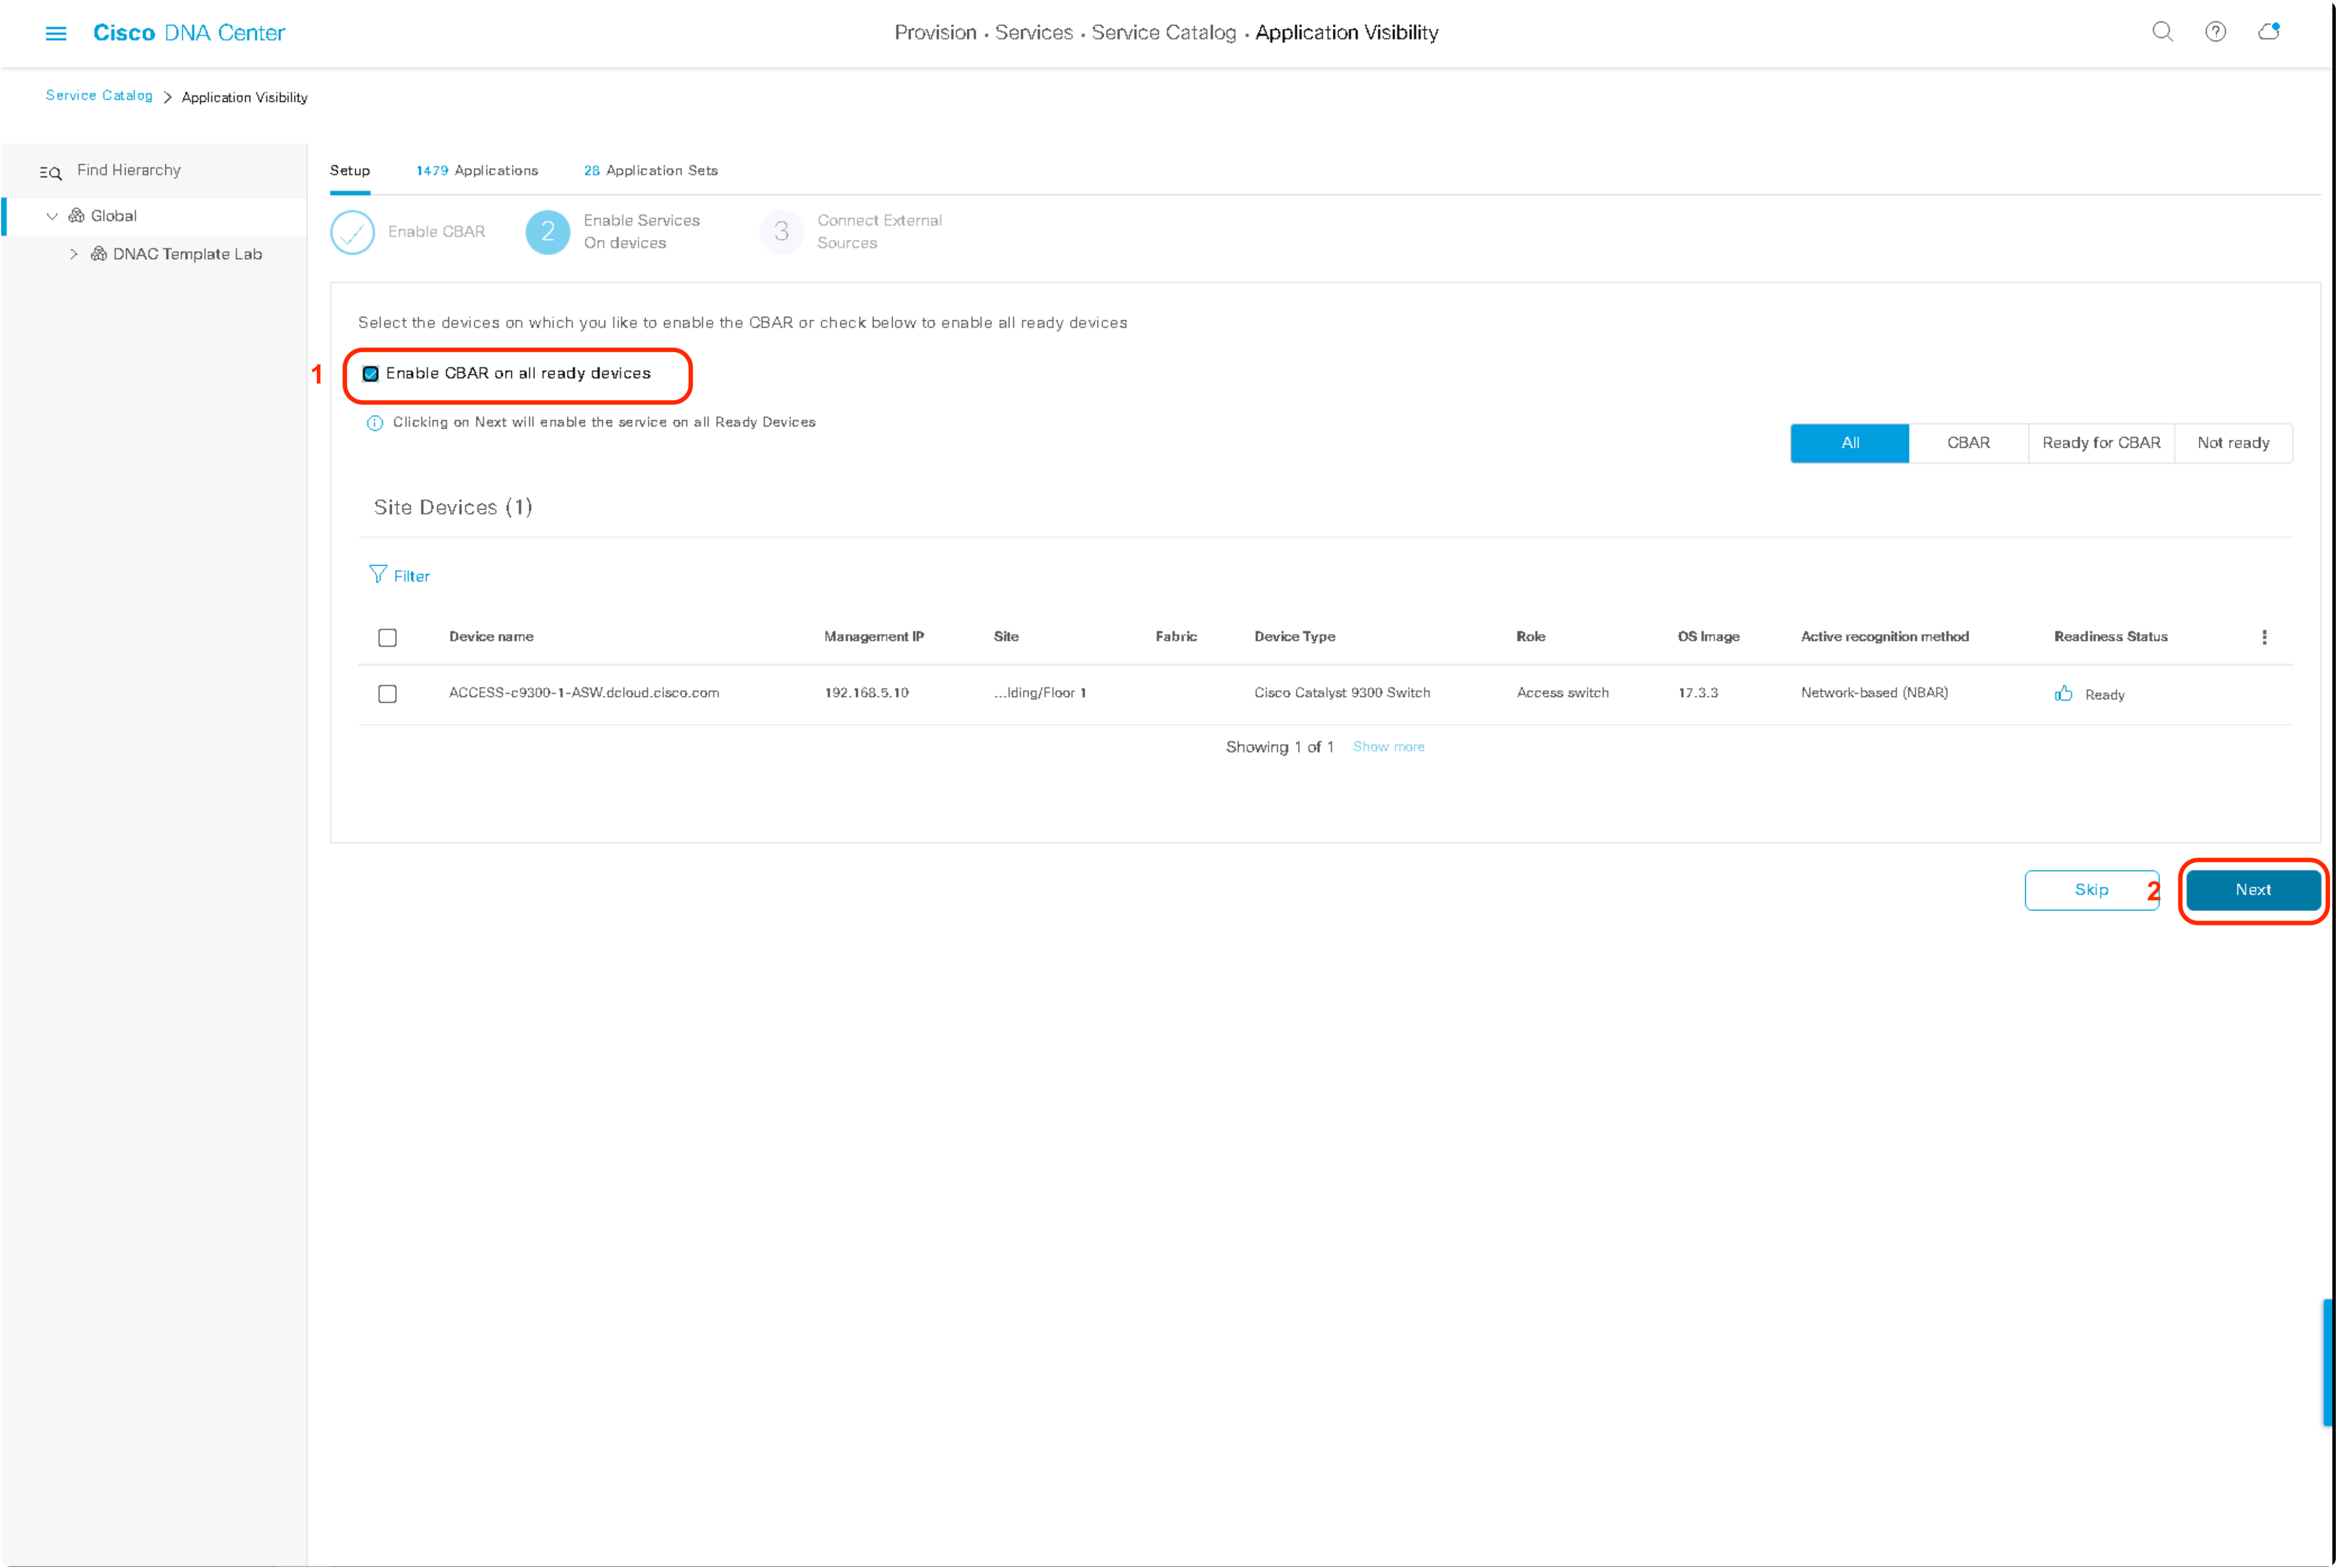 Cisco DNA Center
Provision · Services · Service Catalog · Application Visibility
Service Catalog > Application Visibility
Find Hierarchy
Global
DNAC Template Lab
Setup 1479 Applications 28 Application Sets
Enable CBAR
2 Enable Services
On devices
3 Connect External
Sources
Select the devices on which you like to enable the CBAR or check below to enable all ready devices
1 Enable CBAR on all ready devices
Clicking on Next will enable the service on all Ready Devices
All CBAR Ready for CBAR Not ready
Site Devices (1)
Filter
Device name Management IP Site Fabric Device Type Role OS Image Active recognition method Readiness Status
ACCESS-c9300-1-ASW.dcloud.cisco.com 192.168.5.10 ...lding/Floor 1 Cisco Catalyst 9300 Switch Access switch 17.3.3 Network-based (NBAR) Ready
Showing 1 of 1 Show more
Skip 2 Next